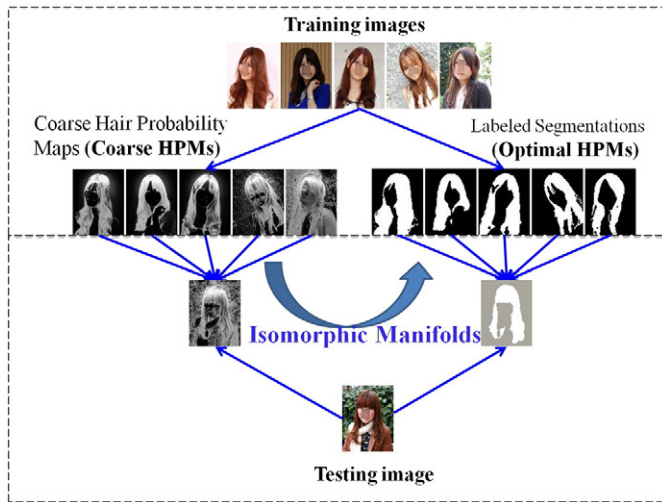 Training images
Coarse Hair Probability
Maps (Coarse HPMs)
Labeled Segmentations
(Optimal HPMs)
Isomorphic Manifolds
Testing image